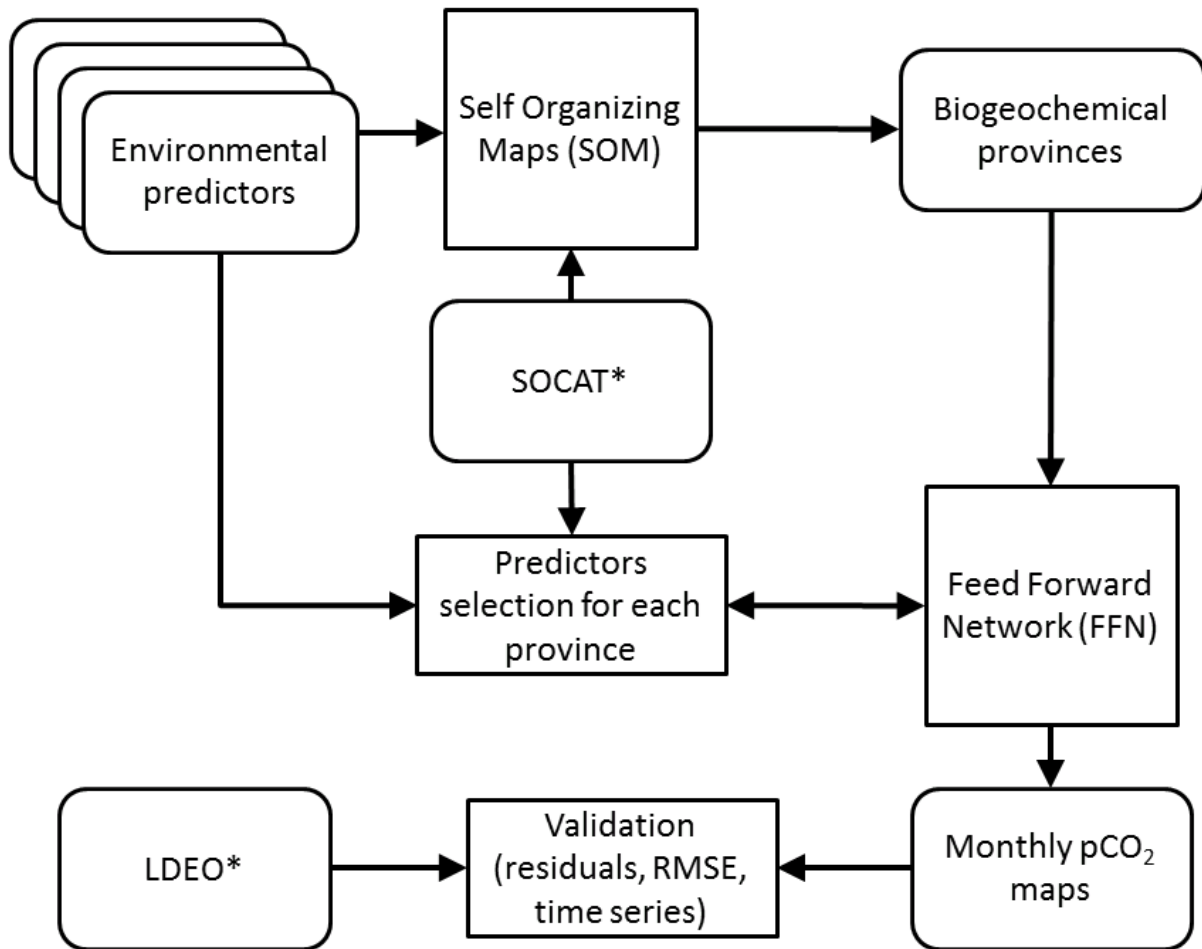 Environmental
predictors
Self Organizing
Maps (SOM)
Biogeochemical
provinces
SOCAT*
Predictors
selection for each
province
Feed Forward
Network (FFN)
LDEO*
Validation
(residuals, RMSE,
time series)
Monthly pCO₂
maps